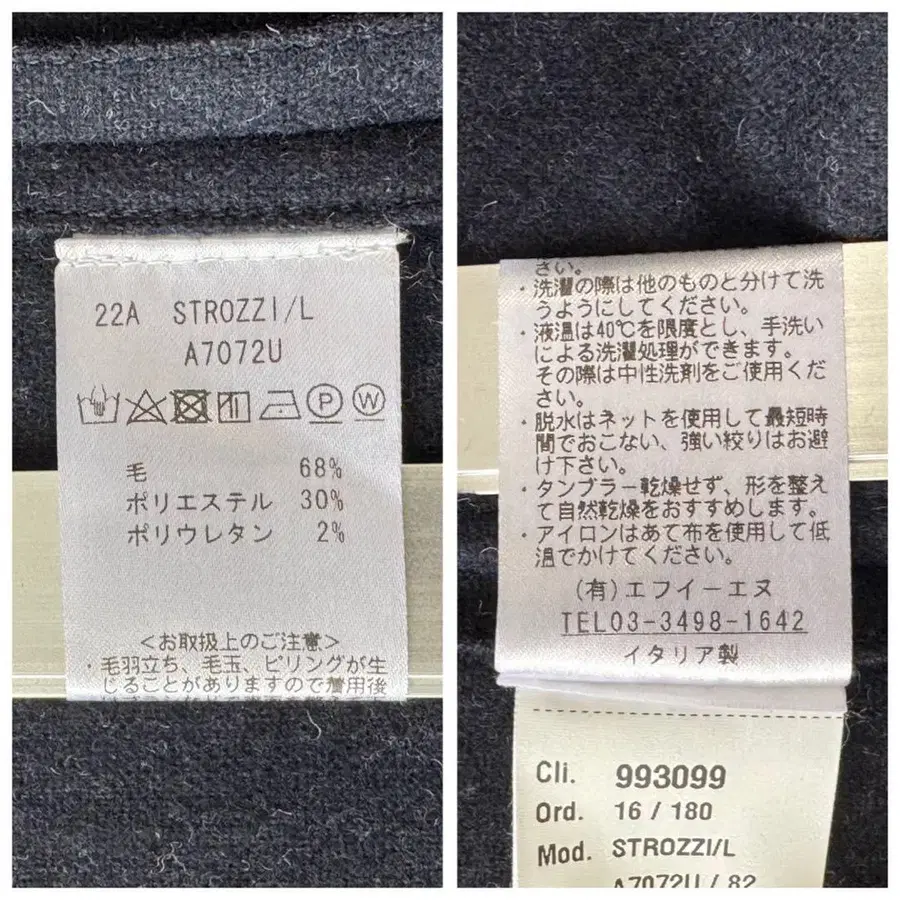 22A STROZZI/L
A7072U
毛 68%
ポリエステル 30%
ポリウレタン 2%
<お取扱上のご注意>
・毛羽立ち、毛玉、ピリングが生
じることがありますので着用後
さい。
・洗濯の際は他のものと分けて洗
うようにしてください。
・液温は40℃を限度とし、手洗い
による洗濯処理ができます。
その際は中性洗剤をご使用くだ
さい。
・脱水はネットを使用して最短時
間でおこない、強い絞りはお避
け下さい。
・タンブラー乾燥せず、形を整え
て自然乾燥をおすすめします。
・アイロンはあて布を使用して低
温でかけてください。
(有)エフイーエヌ
TEL03-3498-1642
イタリア製
Cli. 993099
Ord. 16 / 180
Mod. STROZZI/L
A7072U / 82